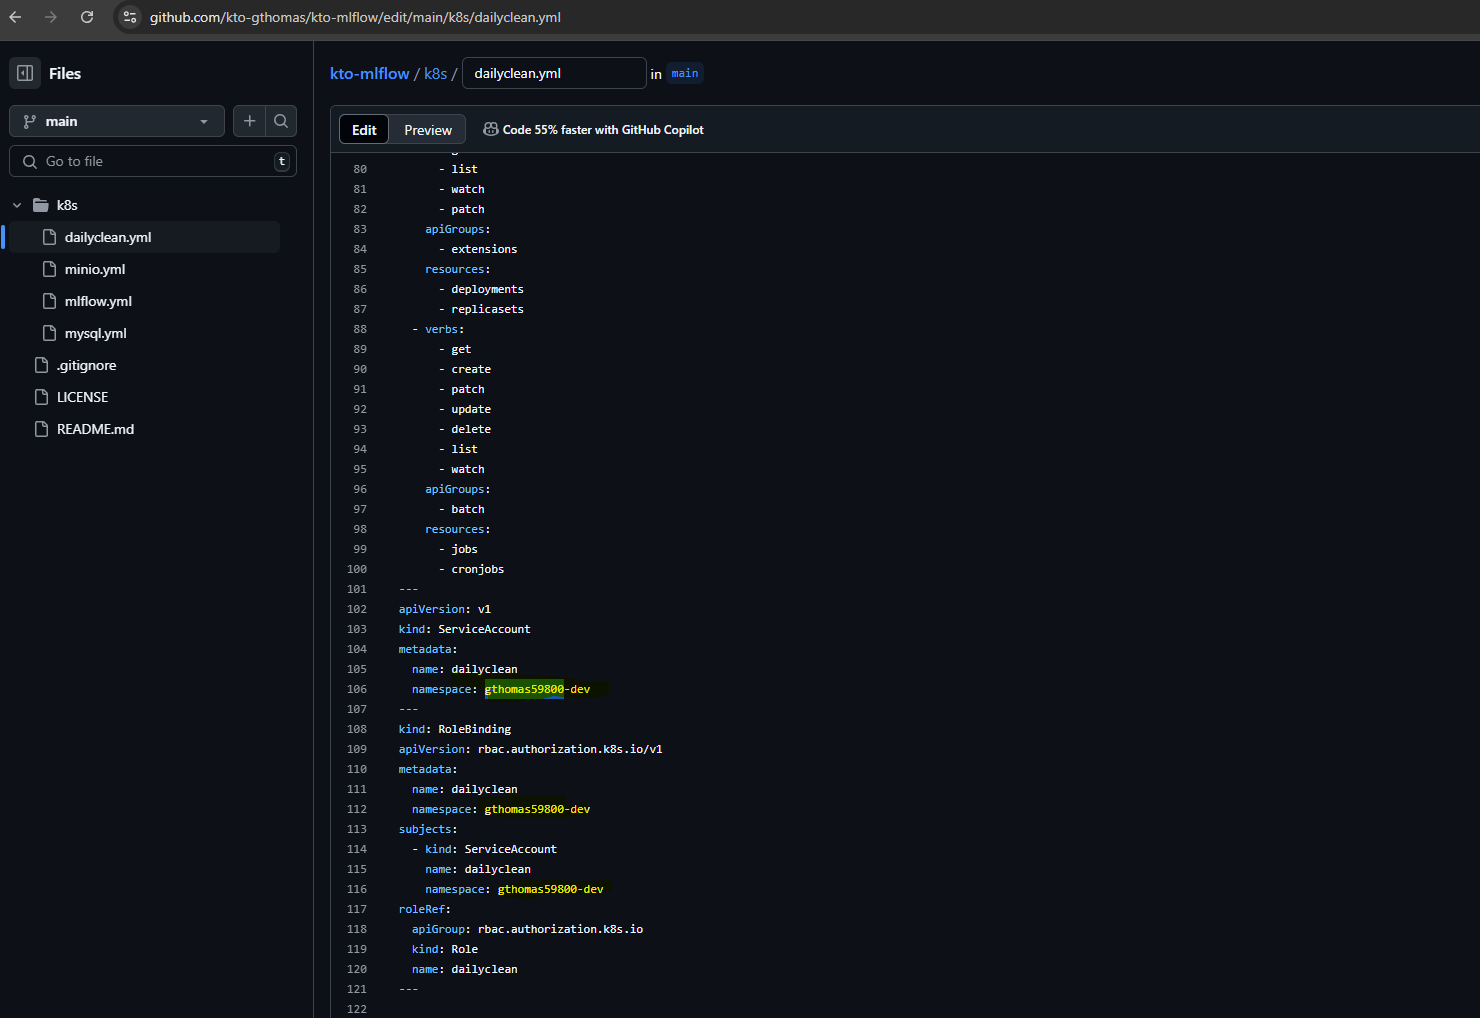 github.com/kto-gthomas/kto-mlflow/edit/main/k8s/dailyclean.yml
Files
main
Go to file
t
k8s
dailyclean.yml
minio.yml
mlflow.yml
mysql.yml
.gitignore
LICENSE
README.md
kto-mlflow / k8s / dailyclean.yml in main
Edit Preview Code 55% faster with GitHub Copilot
80 - list
81 - watch
82 - patch
83 apiGroups:
84 - extensions
85 resources:
86 - deployments
87 - replicasets
88 - verbs:
89 - get
90 - create
91 - patch
92 - update
93 - delete
94 - list
95 - watch
96 apiGroups:
97 - batch
98 resources:
99 - jobs
100 - cronjobs
101 ---
102 apiVersion: v1
103 kind: ServiceAccount
104 metadata:
105 name: dailyclean
106 namespace: gthomas59800-dev
107 ---
108 kind: RoleBinding
109 apiVersion: rbac.authorization.k8s.io/v1
110 metadata:
111 name: dailyclean
112 namespace: gthomas59800-dev
113 subjects:
114 - kind: ServiceAccount
115 name: dailyclean
116 namespace: gthomas59800-dev
117 roleRef:
118 apiGroup: rbac.authorization.k8s.io
119 kind: Role
120 name: dailyclean
121 ---
122